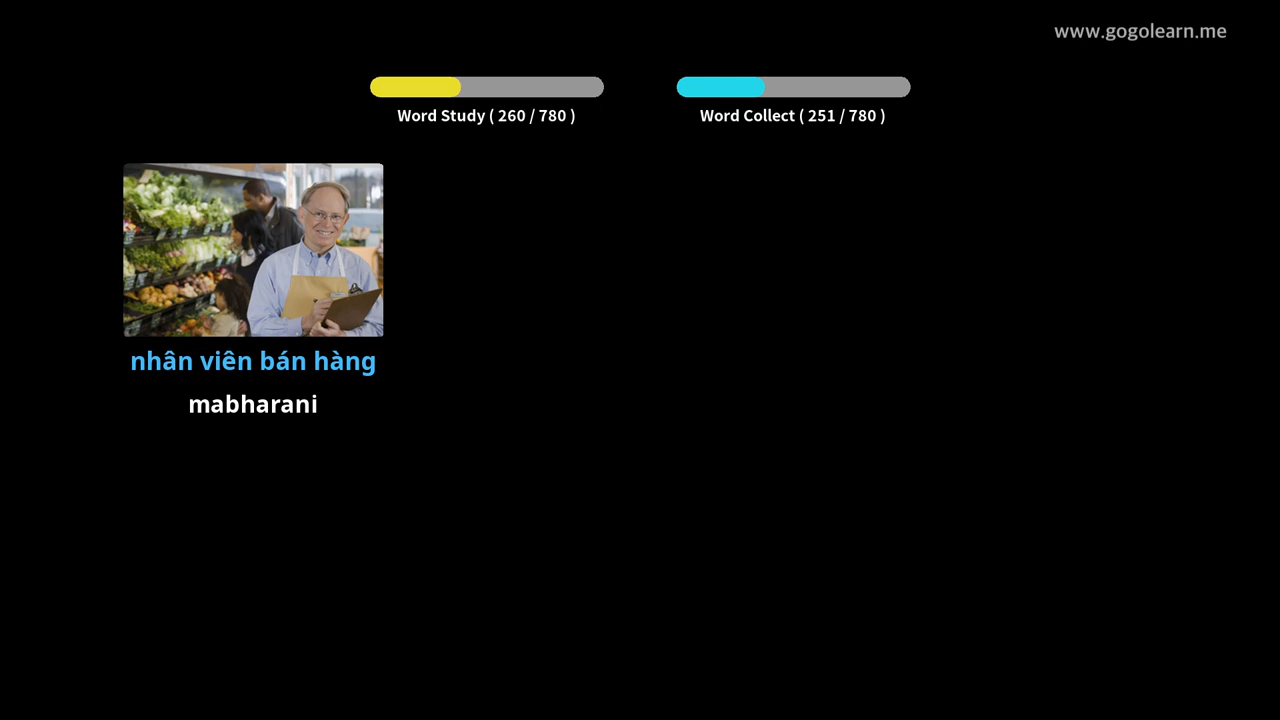 www.gogolearn.me
Word Study ( 260 / 780 )
Word Collect ( 251 / 780 )
nhân viên bán hàng
mabharani